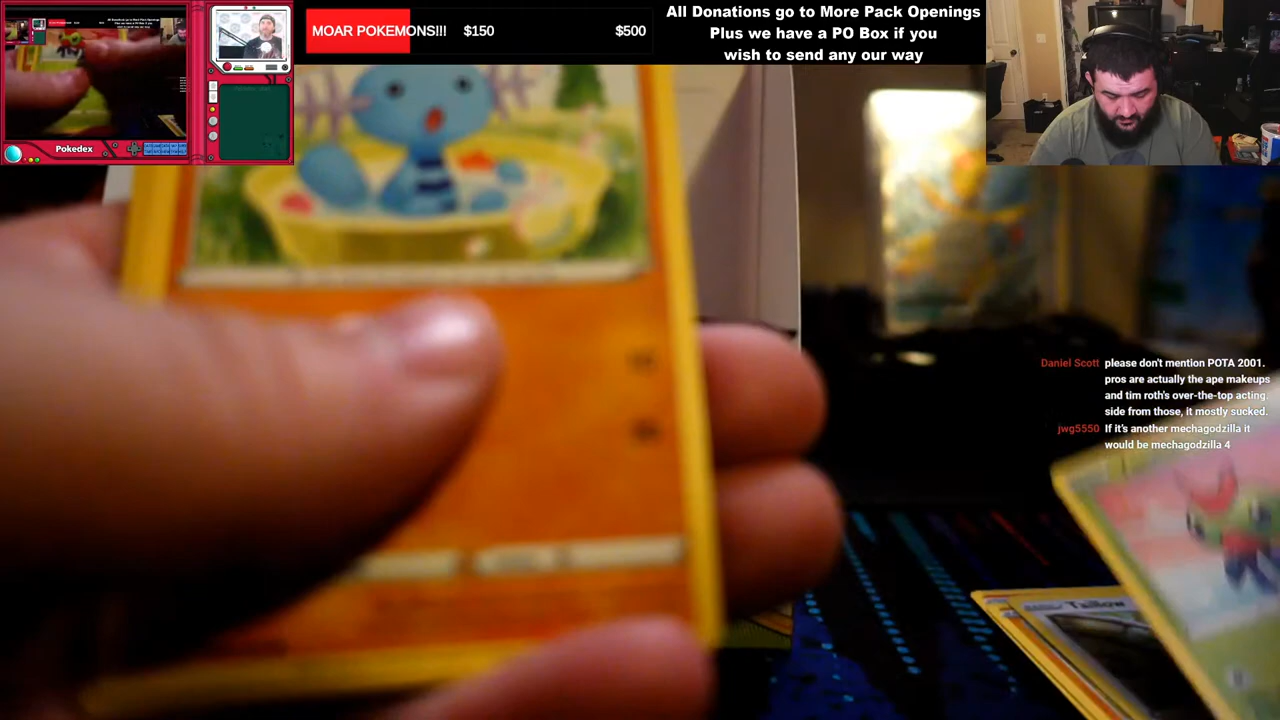 MOAR POKEMONS!!! $150 $500
All Donations go to More Pack Openings
Plus we have a PO Box if you
wish to send any our way
Pokedex
Daniel Scott please don't mention POTA 2001.
pros are actually the ape makeups
and tim roth's over-the-top acting.
side from those, it mostly sucked.
jwg5550 If it's another mechagodzilla it
would be mechagodzilla 4